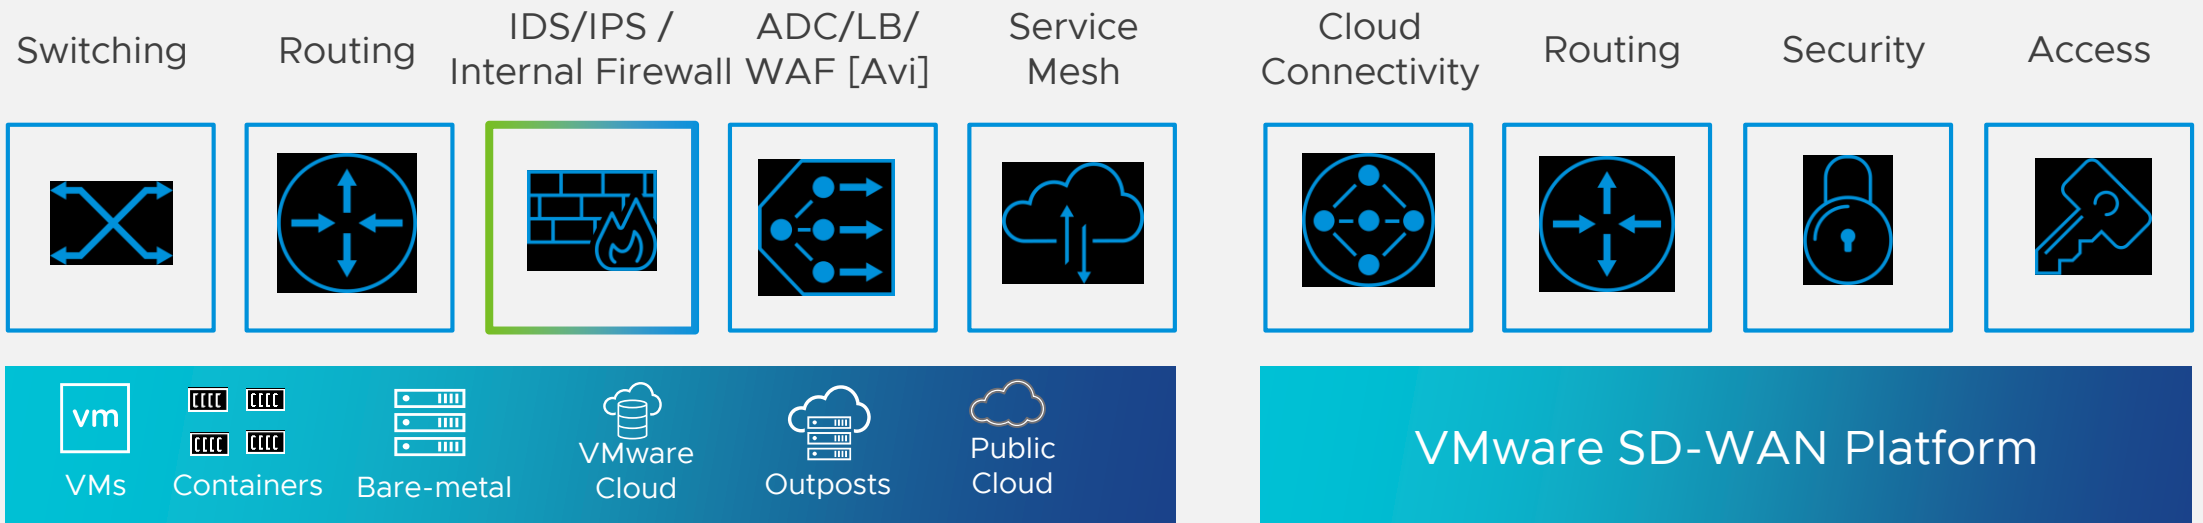 Switching
Routing
IDS/IPS /
Internal Firewall
ADC/LB/
WAF [Avi]
Service
Mesh
Cloud
Connectivity
Routing
Security
Access
vm
VMs
Containers
Bare-metal
VMware
Cloud
Outposts
Public
Cloud
VMware SD-WAN Platform